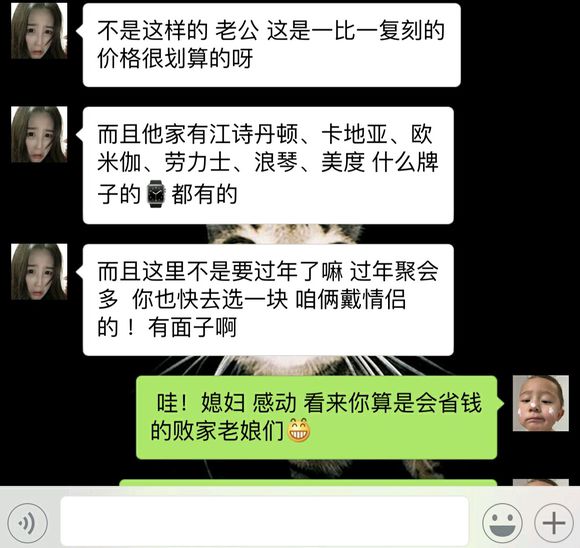 不是这样的 老公 这是一比一复刻的
价格很划算的呀
而且他家有江诗丹顿、卡地亚、欧
米伽、劳力士、浪琴、美度 什么牌
子的⌚都有的
而且这里不是要过年了嘛 过年聚会
多 你也快去选一块 咱俩戴情侣
的 ！ 有面子啊
哇！媳妇 感动 看来你算是会省钱
的败家老娘们😁